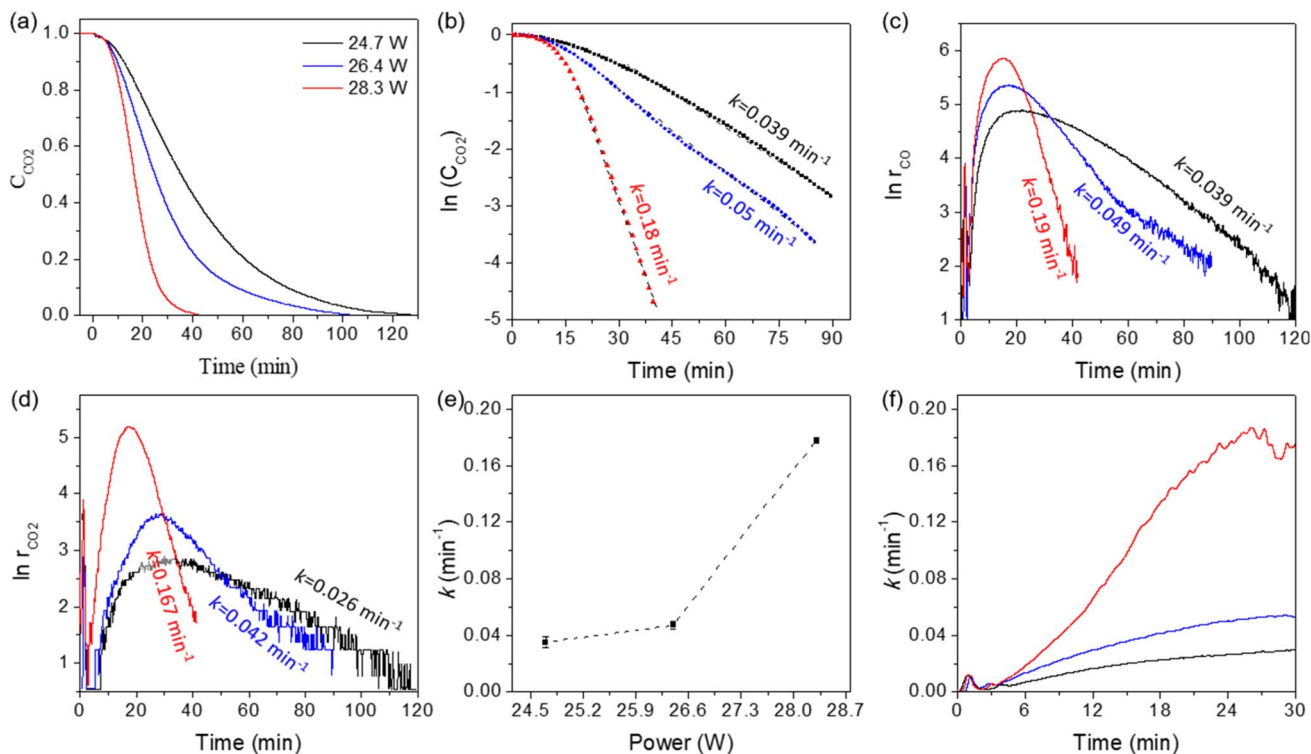 (a)
C_CO2
1.0
0.8
0.6
0.4
0.2
0.0
24.7 W
26.4 W
28.3 W
0 20 40 60 80 100 120
Time (min)
(b)
ln (C_CO2)
0
-1
-2
-3
-4
-5
k=0.039 min⁻¹
k=0.05 min⁻¹
k=0.18 min⁻¹
0 15 30 45 60 75 90
Time (min)
(c)
ln r_CO
6
5
4
3
2
1
k=0.039 min⁻¹
k=0.049 min⁻¹
k=0.19 min⁻¹
0 20 40 60 80 100 120
Time (min)
(d)
ln r_CO2
5
4
3
2
1
k=0.026 min⁻¹
k=0.042 min⁻¹
k=0.167 min⁻¹
0 20 40 60 80 100 120
Time (min)
(e)
k (min⁻¹)
0.20
0.16
0.12
0.08
0.04
0.00
24.5 25.2 25.9 26.6 27.3 28.0 28.7
Power (W)
(f)
k (min⁻¹)
0.20
0.16
0.12
0.08
0.04
0.00
0 6 12 18 24 30
Time (min)